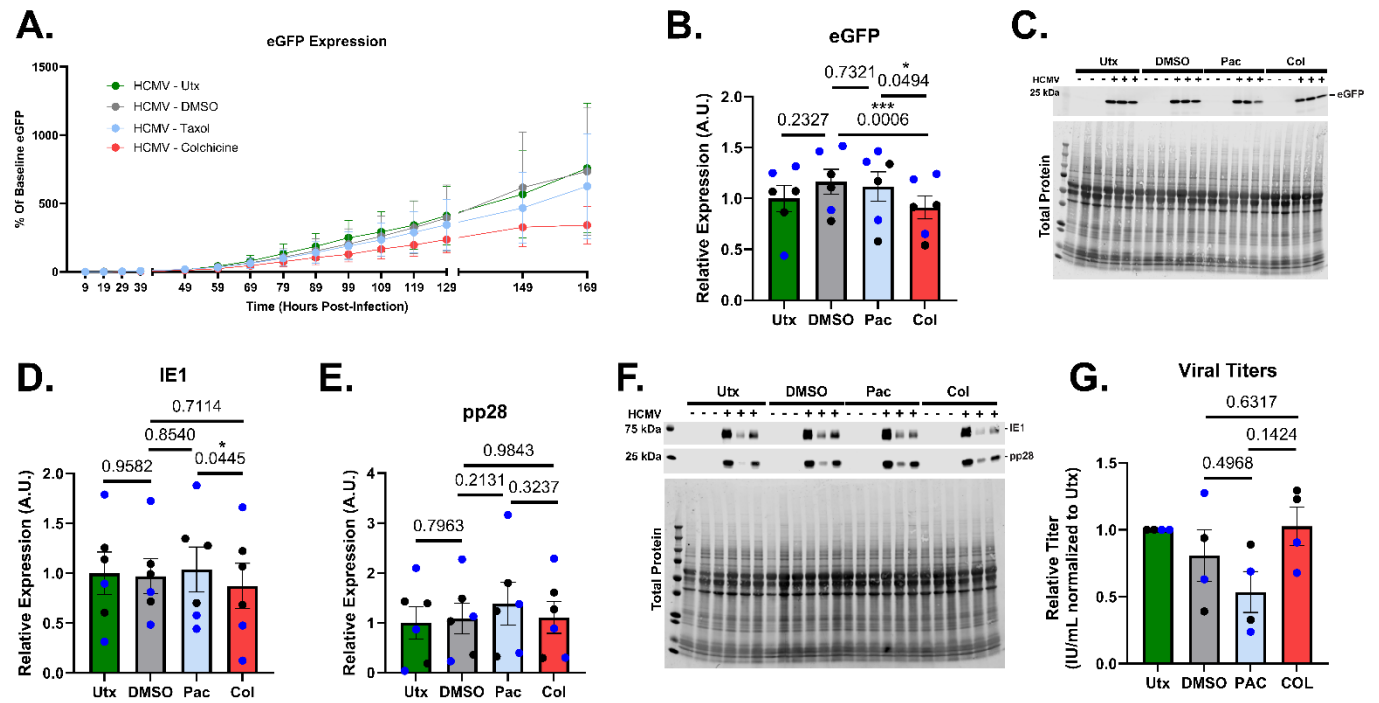 A.
eGFP Expression
1500
1000
500
0
% Of Baseline eGFP
HCMV - Utx
HCMV - DMSO
HCMV - Taxol
HCMV - Colchicine
9 19 29 39 49 59 69 79 89 99 109 119 129 149 169
Time (Hours Post-Infection)
B.
eGFP
*
0.7321 0.0494
***
0.2327 0.0006
2.0
1.5
1.0
0.5
0.0
Relative Expression (A.U.)
Utx DMSO Pac Col
C.
Utx DMSO Pac Col
HCMV - - - + + + - - - + + + - - - + + + - - - + + +
25 kDa
eGFP
Total Protein
D.
IE1
0.7114
0.8540 *
0.9582 0.0445
2.0
1.5
1.0
0.5
0.0
Relative Expression (A.U.)
Utx DMSO Pac Col
E.
pp28
0.9843
0.2131 0.3237
0.7963
4
3
2
1
0
Relative Expression (A.U.)
Utx DMSO Pac Col
F.
Utx DMSO Pac Col
HCMV - - - + + + - - - + + + - - - + + + - - - + + +
75 kDa
-IE1
25 kDa
-pp28
Total Protein
G.
Viral Titers
0.6317
0.1424
0.4968
1.5
1.0
0.5
0.0
Relative Titer
(IU/mL normalized to Utx)
Utx DMSO PAC COL